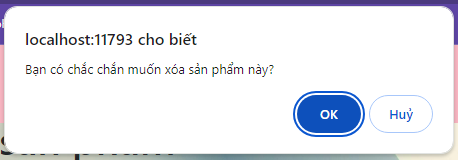 localhost:11793 cho biết
Bạn có chắc chắn muốn xóa sản phẩm này?
OK
Huỷ